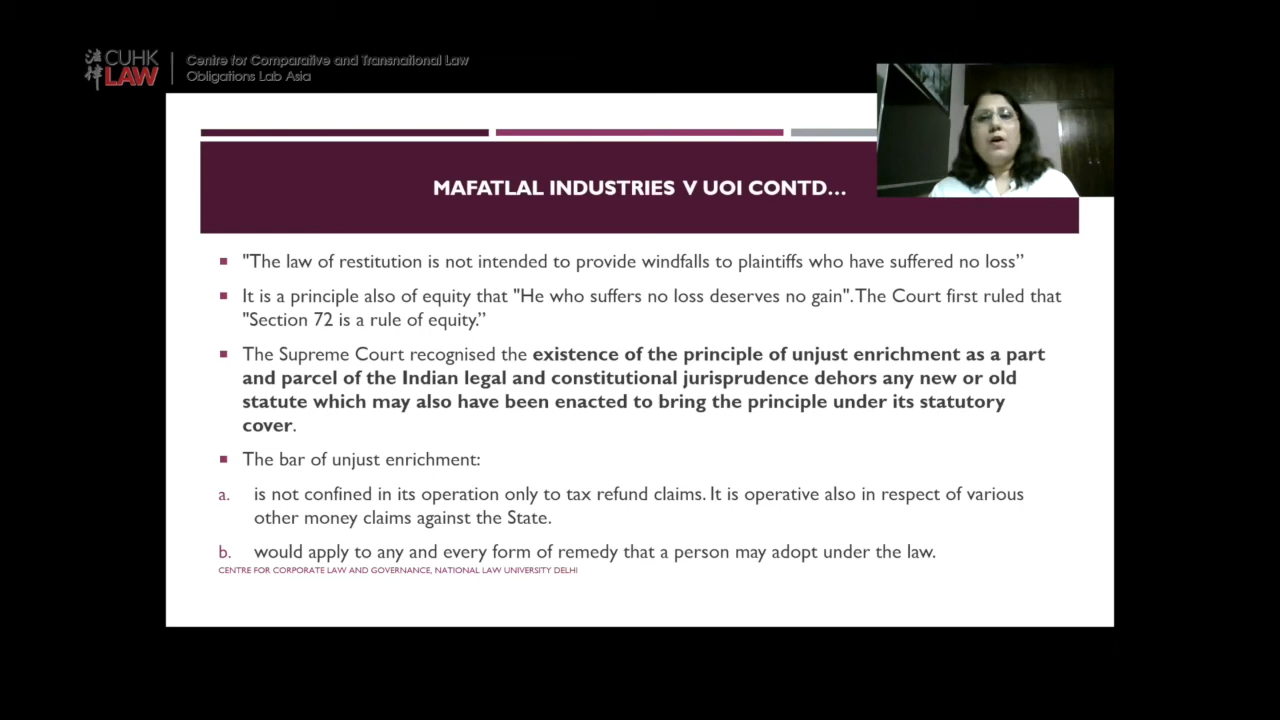 法律
CUHK
LAW
Centre for Comparative and Transnational Law
Obligations Lab Asia
MAFATLAL INDUSTRIES V UOI CONTD...
"The law of restitution is not intended to provide windfalls to plaintiffs who have suffered no loss”
It is a principle also of equity that "He who suffers no loss deserves no gain". The Court first ruled that
"Section 72 is a rule of equity.”
The Supreme Court recognised the existence of the principle of unjust enrichment as a part
and parcel of the Indian legal and constitutional jurisprudence dehors any new or old
statute which may also have been enacted to bring the principle under its statutory
cover.
The bar of unjust enrichment:
a. is not confined in its operation only to tax refund claims. It is operative also in respect of various
other money claims against the State.
b. would apply to any and every form of remedy that a person may adopt under the law.
CENTRE FOR CORPORATE LAW AND GOVERNANCE, NATIONAL LAW UNIVERSITY DELHI